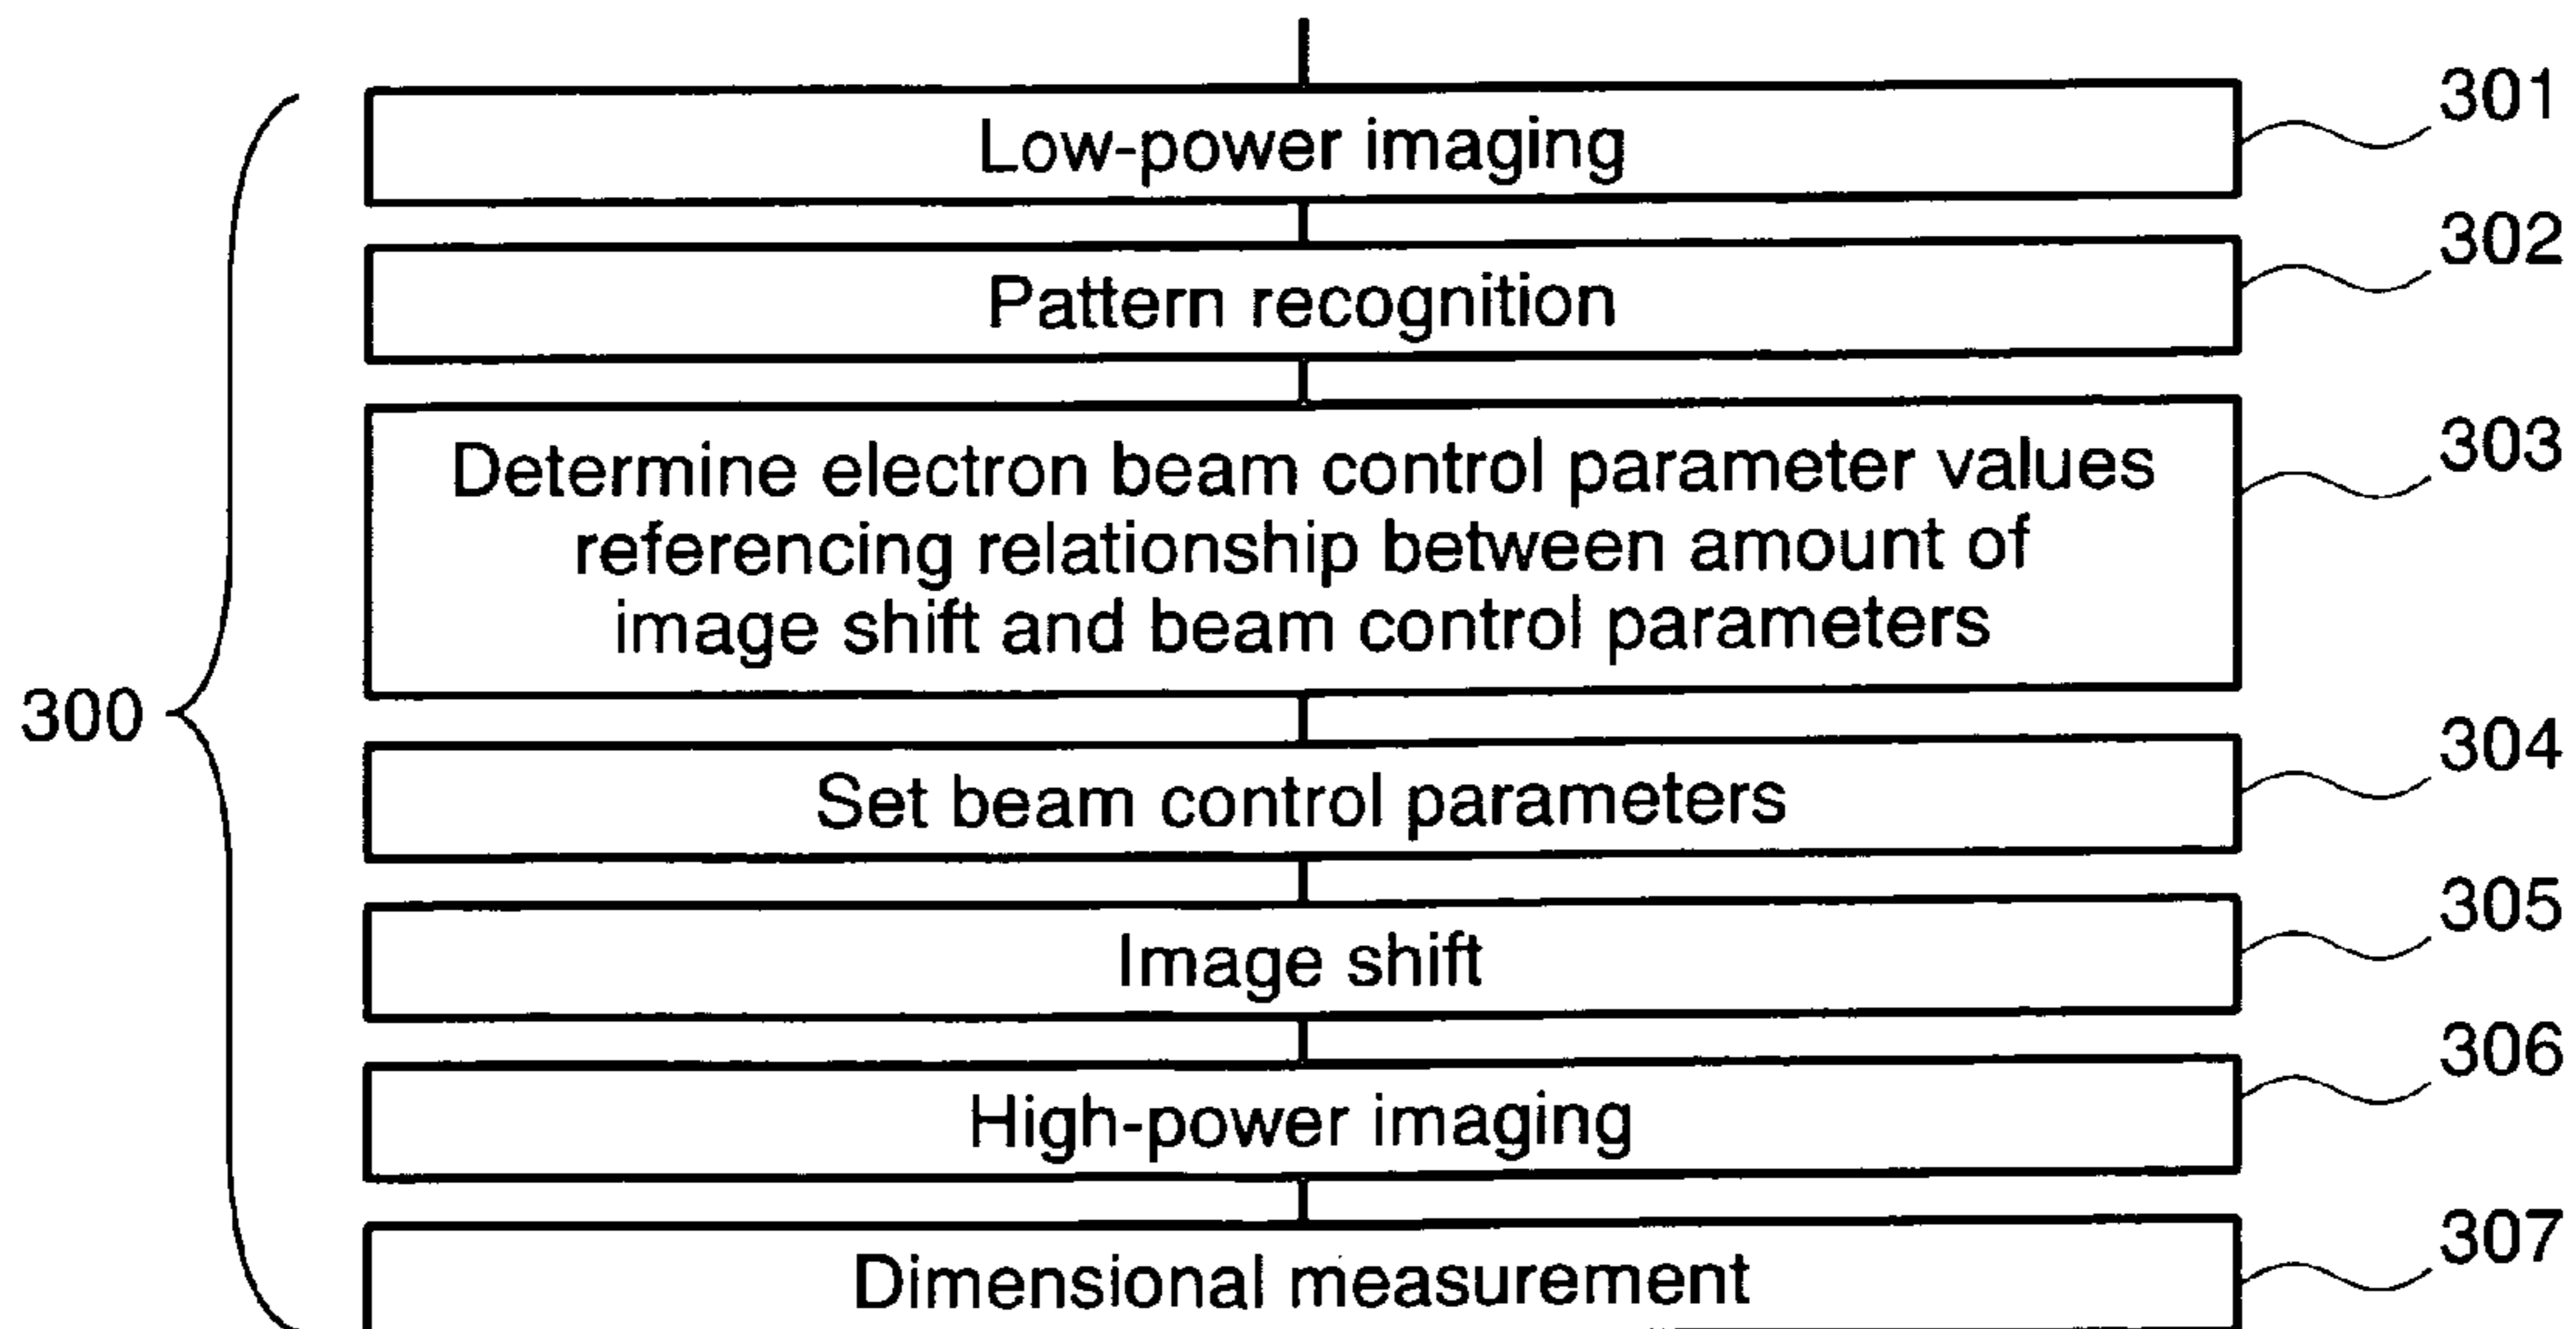 301
Low-power imaging
302
Pattern recognition
303
Determine electron beam control parameter values
referencing relationship between amount of
image shift and beam control parameters
300
304
Set beam control parameters
305
Image shift
306
High-power imaging
307
Dimensional measurement